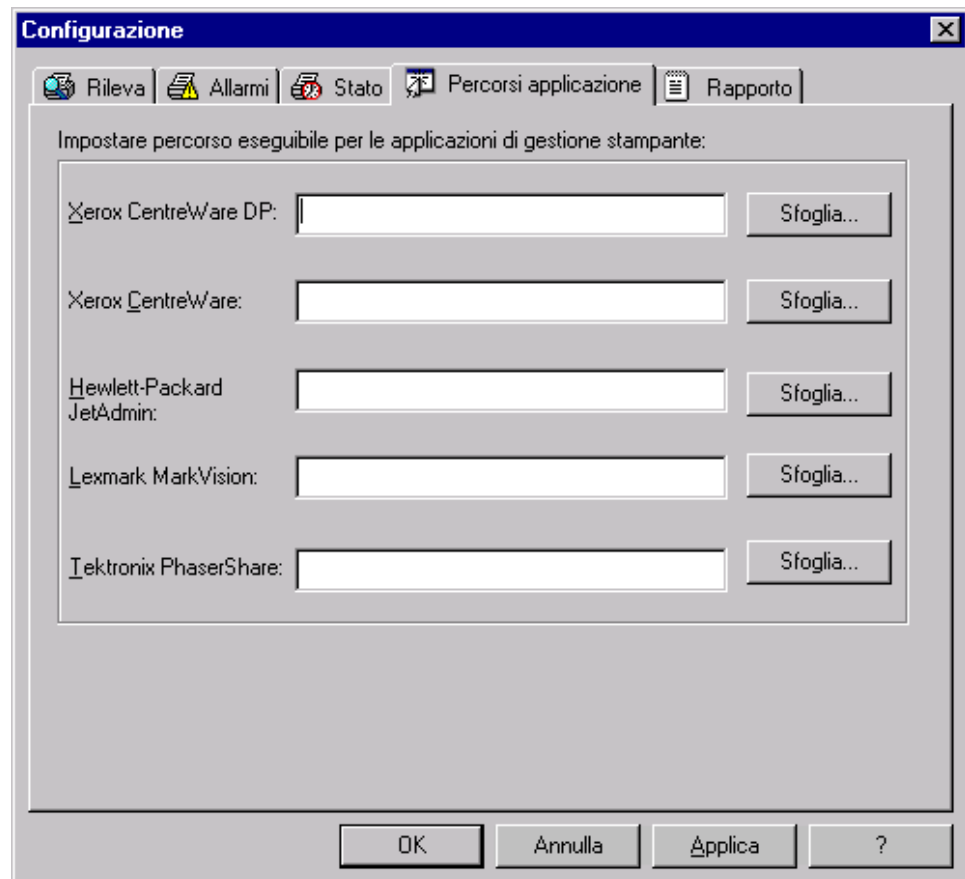 Configurazione
Rileva
Allarmi
Stato
Percorsi applicazione
Rapporto
Impostare percorso eseguibile per le applicazioni di gestione stampante:
Xerox CentreWare DP:
Sfoglia...
Xerox CentreWare:
Sfoglia...
Hewlett-Packard
JetAdmin:
Sfoglia...
Lexmark MarkVision:
Sfoglia...
Tektronix PhaserShare:
Sfoglia...
OK
Annulla
Applica
?